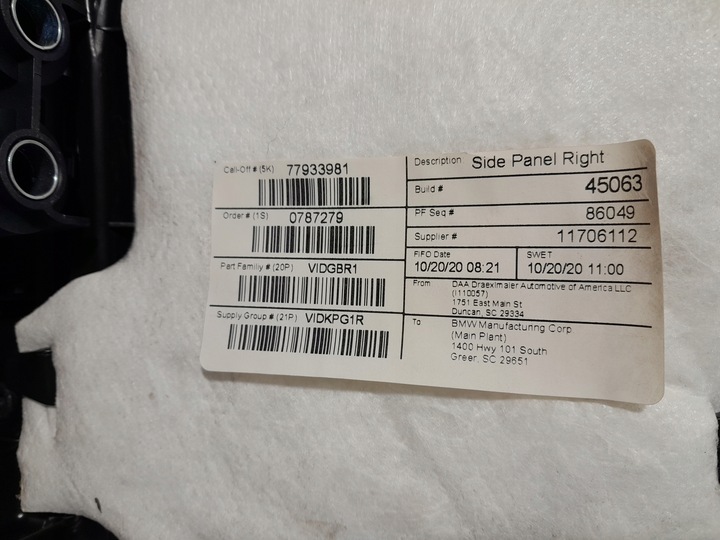 Call-Off # (5K) 77933981
Order # (1S) 0787279
Part Family # (20P) VIDGBR1
Supply Group # (21P) VIDKPG1R
Description Side Panel Right
Build # 45063
PF Seq # 86049
Supplier # 11706112
FIFO Date
10/20/20 08:21
SWET
10/20/20 11:00
From DAA Draexlmaier Automotive of America LLC
(I110057)
1751 East Main St
Duncan, SC 29334
To BMW Manufacturing Corp
(Main Plant)
1400 Hwy 101 South
Greer, SC 29651